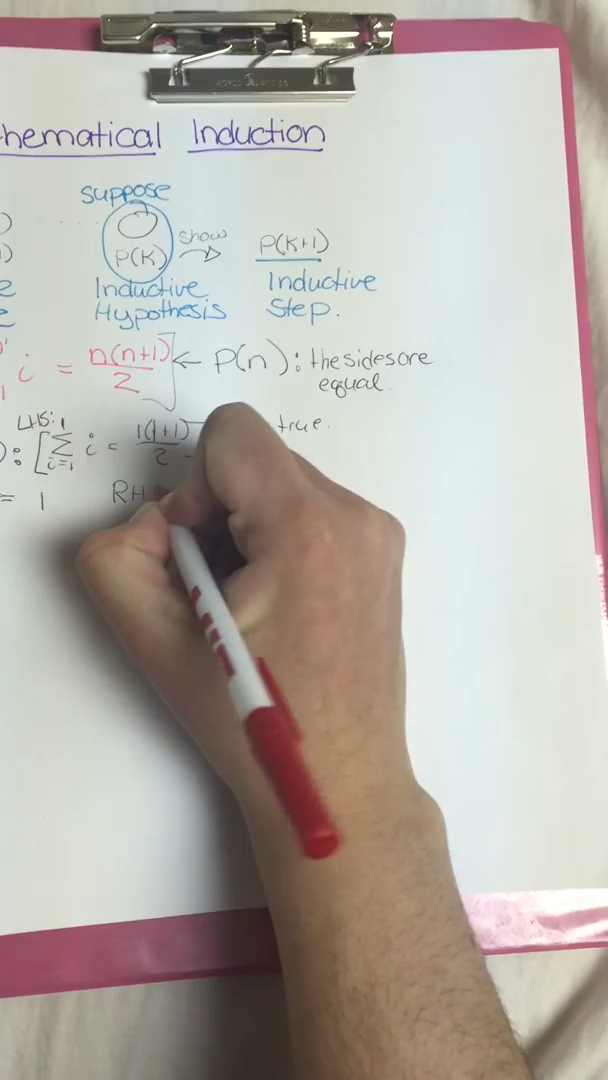 hematical Induction
suppose
P(K) show P(K+1)
Inductive Hypothesis
Inductive Step.
i = n(n+1)/2 ← P(n): the sides are equal.
LHS:
): [1∑i=1 i = 1(1+1)/2 true.
= 1 RH